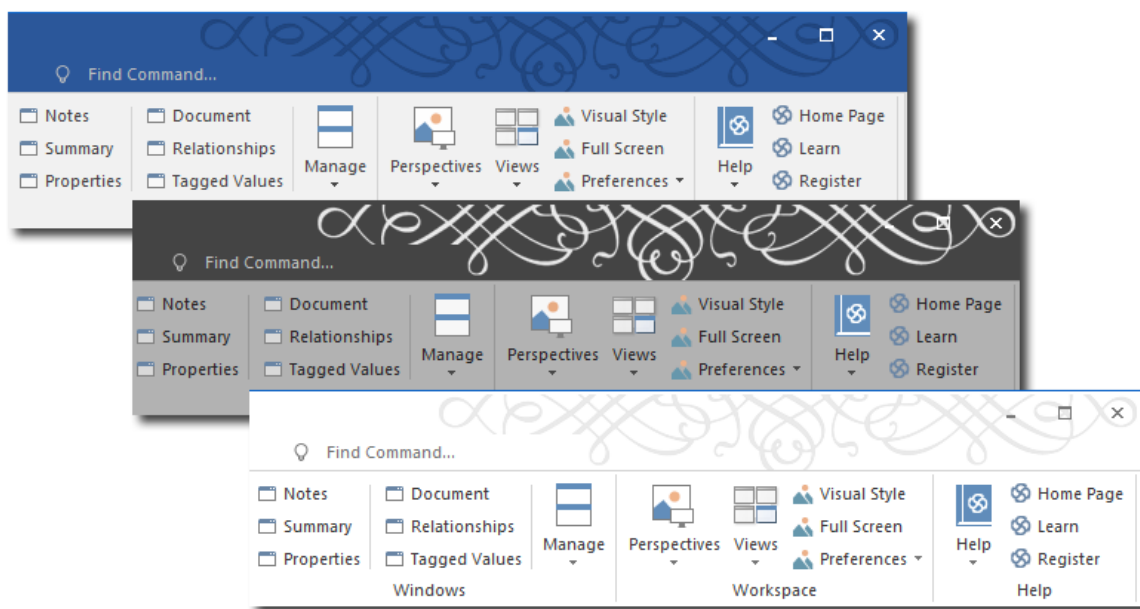 Find Command...
Notes Document Visual Style Home Page
Summary Relationships Manage Perspectives Views Full Screen Help Learn
Properties Tagged Values Preferences Register
Find Command...
Notes Document Visual Style Home Page
Summary Relationships Manage Perspectives Views Full Screen Help Learn
Properties Tagged Values Preferences Register
Find Command...
Notes Document Visual Style Home Page
Summary Relationships Manage Perspectives Views Full Screen Help Learn
Properties Tagged Values Preferences Register
Windows Workspace Help